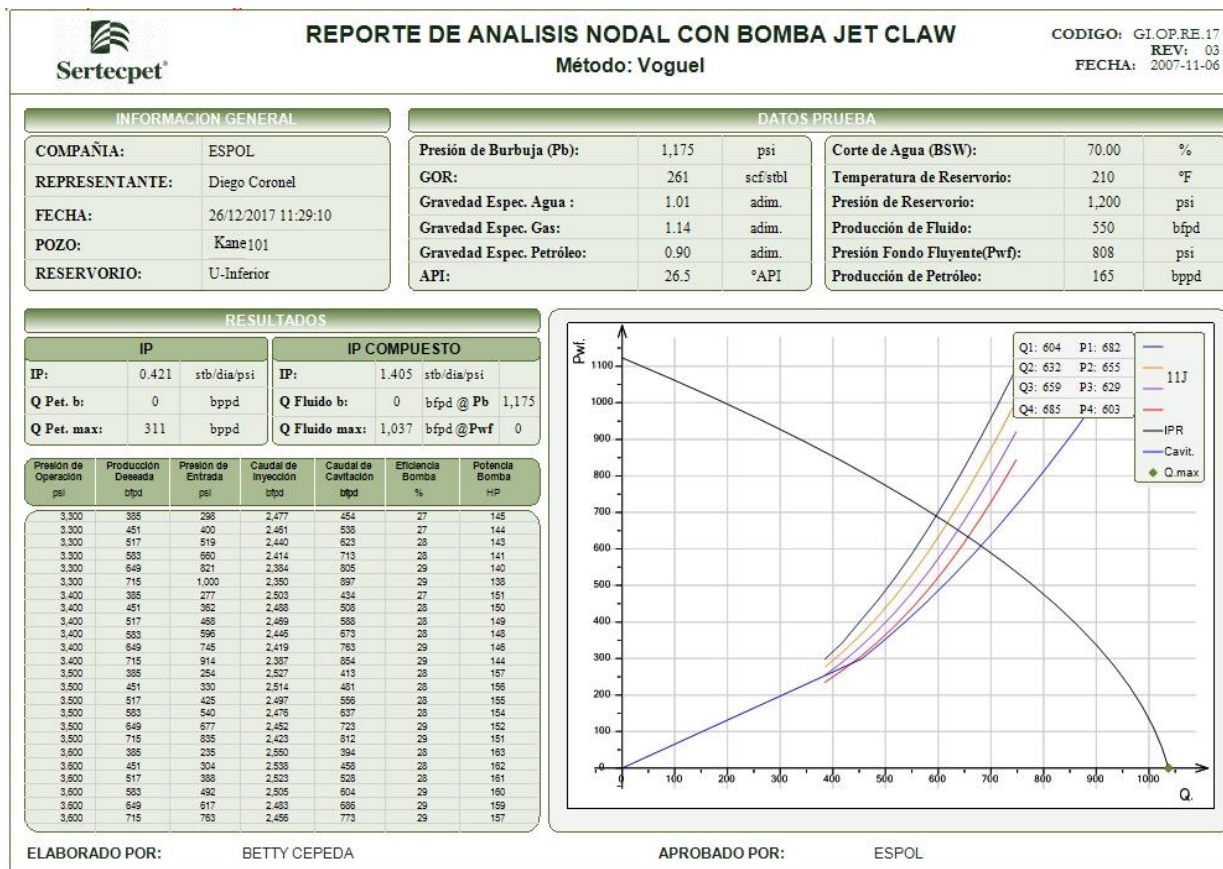 Sertecpet®
REPORTE DE ANALISIS NODAL CON BOMBA JET CLAW
Método: Voguel
CODIGO: GI.OP.RE.17
REV: 03
FECHA: 2007-11-06
INFORMACION GENERAL
COMPAÑIA: ESPOL
REPRESENTANTE: Diego Coronel
FECHA: 26/12/2017 11:29:10
POZO: Kane101
RESERVORIO: U-Inferior
DATOS PRUEBA
Presión de Burbuja (Pb): 1,175 psi
GOR: 261 scf/stbl
Gravedad Espec. Agua : 1.01 adim.
Gravedad Espec. Gas: 1.14 adim.
Gravedad Espec. Petróleo: 0.90 adim.
API: 26.5 °API
Corte de Agua (BSW): 70.00 %
Temperatura de Reservorio: 210 °F
Presión de Reservorio: 1,200 psi
Producción de Fluido: 550 bfpd
Presión Fondo Fluyente(Pwf): 808 psi
Producción de Petróleo: 165 bppd
RESULTADOS
IP
IP: 0.421 stb/dia/psi
Q Pet. b: 0 bppd
Q Pet. max: 311 bppd
IP COMPUESTO
IP: 1.405 stb/dia/psi
Q Fluido b: 0 bfpd @ Pb 1,175
Q Fluido max: 1,037 bfpd @Pwf 0
Presión de Operación psi Producción Deseada bfpd Presión de Entrada psi Caudal de Inyección bfpd Caudal de Cavitación bfpd Eficiencia Bomba % Potencia Bomba HP
3,300 385 298 2,477 454 27 145
3,300 451 400 2,461 538 27 144
3,300 517 519 2,440 623 28 143
3,300 583 660 2,414 713 28 141
3,300 649 821 2,384 805 29 140
3,300 715 1,000 2,350 897 29 138
3,400 385 277 2,503 434 27 151
3,400 451 362 2,488 508 28 150
3,400 517 468 2,469 588 28 149
3,400 583 596 2,446 673 28 148
3,400 649 745 2,419 763 29 146
3,400 715 914 2,387 854 29 144
3,500 385 254 2,527 413 28 157
3,500 451 330 2,514 481 28 156
3,500 517 425 2,497 556 28 155
3,500 583 540 2,476 637 28 154
3,500 649 677 2,452 723 29 152
3,500 715 835 2,423 812 29 151
3,600 385 235 2,550 394 28 163
3,600 451 304 2,538 458 28 162
3,600 517 388 2,523 528 28 161
3,600 583 492 2,505 604 29 160
3,600 649 617 2,483 686 29 159
3,600 715 763 2,456 773 29 157
Pwf.
1100
1000
900
800
700
600
500
400
300
200
100
0
0 100 200 300 400 500 600 700 800 900 1000
Q.
Q1: 604 P1: 682
Q2: 632 P2: 655
Q3: 659 P3: 629
Q4: 685 P4: 603
11J
IPR
Cavit.
Q.max
ELABORADO POR: BETTY CEPEDA
APROBADO POR: ESPOL